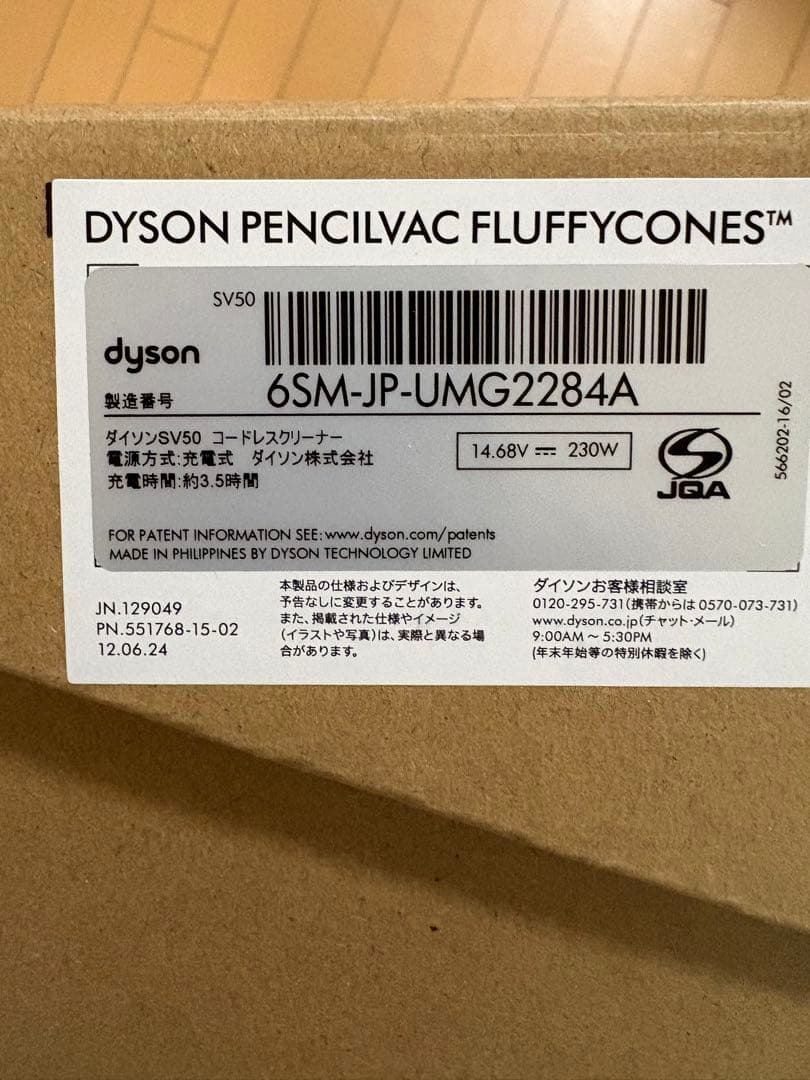 DYSON PENCILVAC FLUFFYCONES™
SV50
dyson
製造番号
6SM-JP-UMG2284A
ダイソンSV50 コードレスクリーナー
電源方式:充電式 ダイソン株式会社
充電時間:約3.5時間
14.68V ⎓ 230W
JQA
566202-16/02
FOR PATENT INFORMATION SEE: www.dyson.com/patents
MADE IN PHILIPPINES BY DYSON TECHNOLOGY LIMITED
JN.129049
PN.551768-15-02
12.06.24
本製品の仕様およびデザインは、
予告なしに変更することがあります。
また、掲載された仕様やイメージ
(イラストや写真)は、実際と異なる場
合があります。
ダイソンお客様相談室
0120-295-731(携帯からは 0570-073-731)
www.dyson.co.jp(チャット・メール)
9:00AM ～ 5:30PM
(年末年始等の特別休暇を除く)